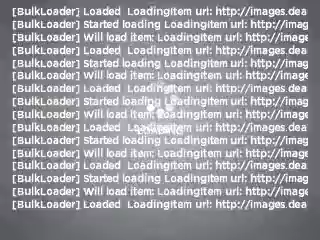 [BulkLoader] Loaded LoadingItem url: http://images.dea
[BulkLoader] Started loading LoadingItem url: http://imag
[BulkLoader] Will load item: LoadingItem url: http://image
[BulkLoader] Loaded LoadingItem url: http://images.dea
[BulkLoader] Started loading LoadingItem url: http://imag
[BulkLoader] Will load item: LoadingItem url: http://image
[BulkLoader] Loaded LoadingItem url: http://images.dea
[BulkLoader] Started loading LoadingItem url: http://imag
[BulkLoader] Will load item: LoadingItem url: http://image
[BulkLoader] Loaded LoadingItem url: http://images.dea
[BulkLoader] Started loading LoadingItem url: http://imag
[BulkLoader] Will load item: LoadingItem url: http://image
[BulkLoader] Loaded LoadingItem url: http://images.dea
[BulkLoader] Started loading LoadingItem url: http://imag
[BulkLoader] Will load item: LoadingItem url: http://image
[BulkLoader] Loaded LoadingItem url: http://images.dea